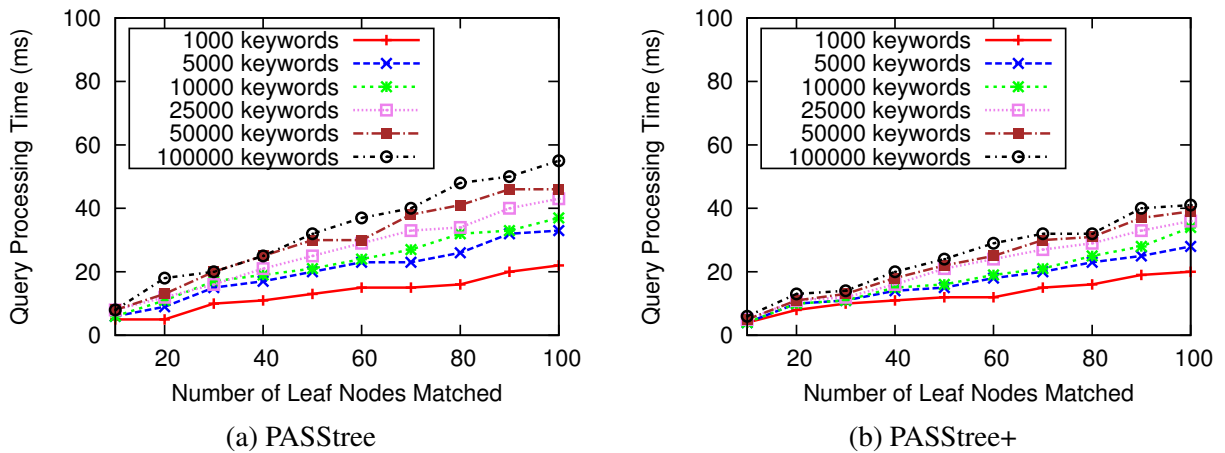 Query Processing Time (ms)
100
80
60
40
20
0
1000 keywords
5000 keywords
10000 keywords
25000 keywords
50000 keywords
100000 keywords
20 40 60 80 100
Number of Leaf Nodes Matched
(a) PASStree
Query Processing Time (ms)
100
80
60
40
20
0
1000 keywords
5000 keywords
10000 keywords
25000 keywords
50000 keywords
100000 keywords
20 40 60 80 100
Number of Leaf Nodes Matched
(b) PASStree+